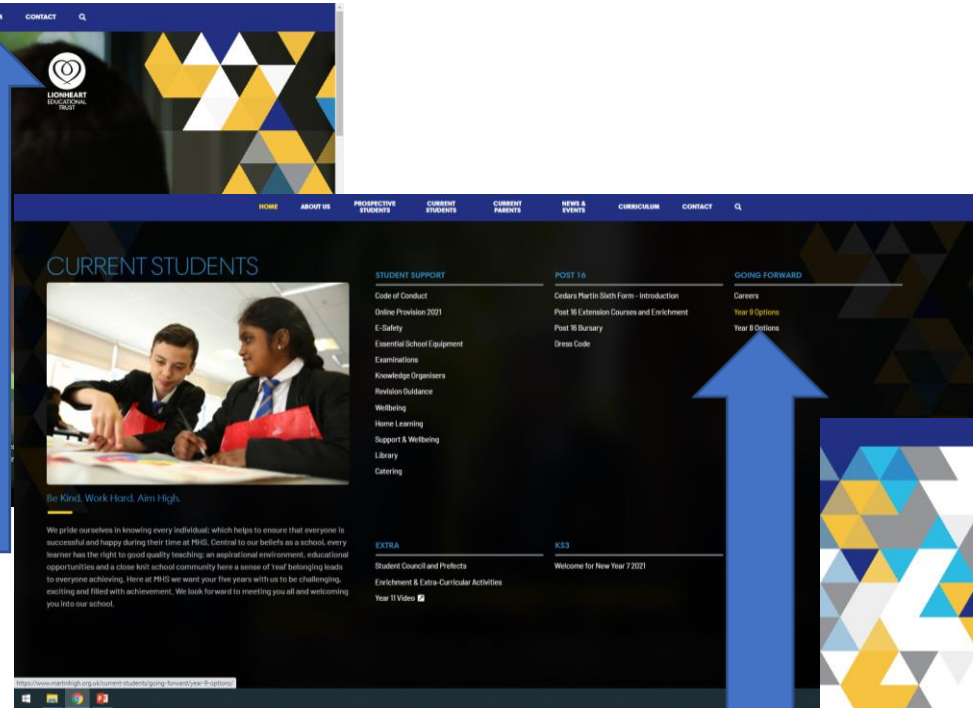 CONTACT
LIONHEART
EDUCATIONAL
TRUST
HOME ABOUT US PROSPECTIVE STUDENTS CURRENT STUDENTS CURRENT PARENTS NEWS & EVENTS CURRICULUM CONTACT
CURRENT STUDENTS
Be Kind. Work Hard. Aim High.
We pride ourselves in knowing every individual; which helps to ensure that everyone is
successful and happy during their time at MHS. Central to our beliefs as a school, every
learner has the right to good quality teaching; an aspirational environment, educational
opportunities and a close knit school community here a sense of 'real' belonging leads
to everyone achieving. Here at MHS we want your five years with us to be challenging,
exciting and filled with achievement. We look forward to meeting you all and welcoming
you into our school.
STUDENT SUPPORT
Code of Conduct
Online Provision 2021
E-Safety
Essential School Equipment
Examinations
Knowledge Organisers
Revision Guidance
Wellbeing
Home Learning
Support & Wellbeing
Library
Catering
POST 16
Cedars Martin Sixth Form - Introduction
Post 16 Extension Courses and Enrichment
Post 16 Bursary
Dress Code
GOING FORWARD
Careers
Year 9 Options
Year 8 Options
EXTRA
Student Council and Prefects
Enrichment & Extra-Curricular Activities
Year 11 Video
KS3
Welcome for New Year 7 2021
https://www.martinhigh.org.uk/current-students/going-forward/year-9-options/